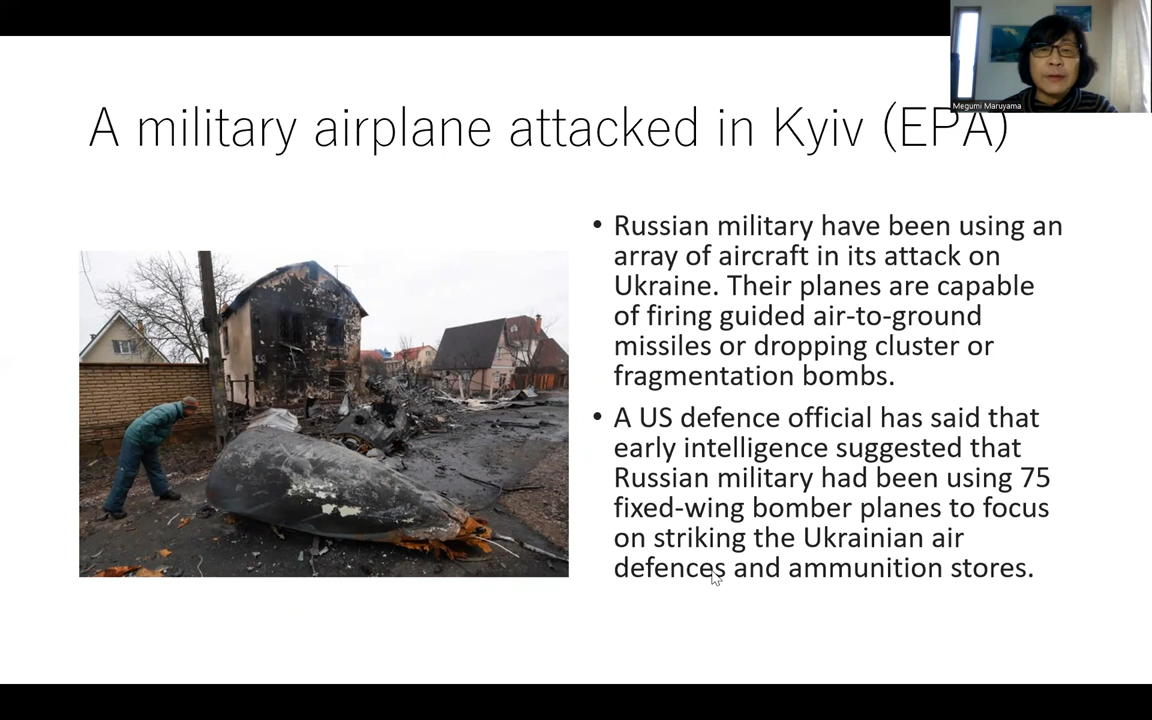 Megumi Maruyama
A military airplane attacked in Kyiv (EPA)
• Russian military have been using an
array of aircraft in its attack on
Ukraine. Their planes are capable
of firing guided air-to-ground
missiles or dropping cluster or
fragmentation bombs.
• A US defence official has said that
early intelligence suggested that
Russian military had been using 75
fixed-wing bomber planes to focus
on striking the Ukrainian air
defences and ammunition stores.